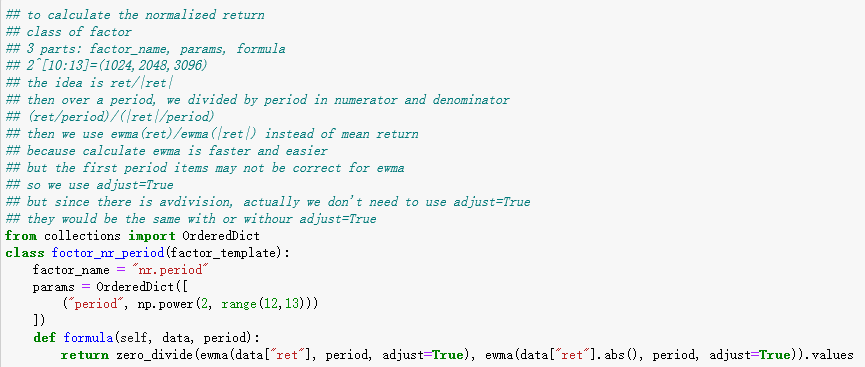 ## to calculate the normalized return
## class of factor
## 3 parts: factor_name, params, formula
## 2^[10:13]=(1024,2048,3096)
## the idea is ret/|ret|
## then over a period, we divided by period in numerator and denominator
## (ret/period)/(|ret|/period)
## then we use ewma(ret)/ewma(|ret|) instead of mean return
## because calculate ewma is faster and easier
## but the first period items may not be correct for ewma
## so we use adjust=True
## but since there is avdivision, actually we don't need to use adjust=True
## they would be the same with or withour adjust=True
from collections import OrderedDict
class foctor_nr_period(factor_template):
    factor_name = "nr.period"
    params = OrderedDict([
        ("period", np.power(2, range(12,13)))
    ])
    def formula(self, data, period):
        return zero_divide(ewma(data["ret"], period, adjust=True), ewma(data["ret"].abs(), period, adjust=True)).values